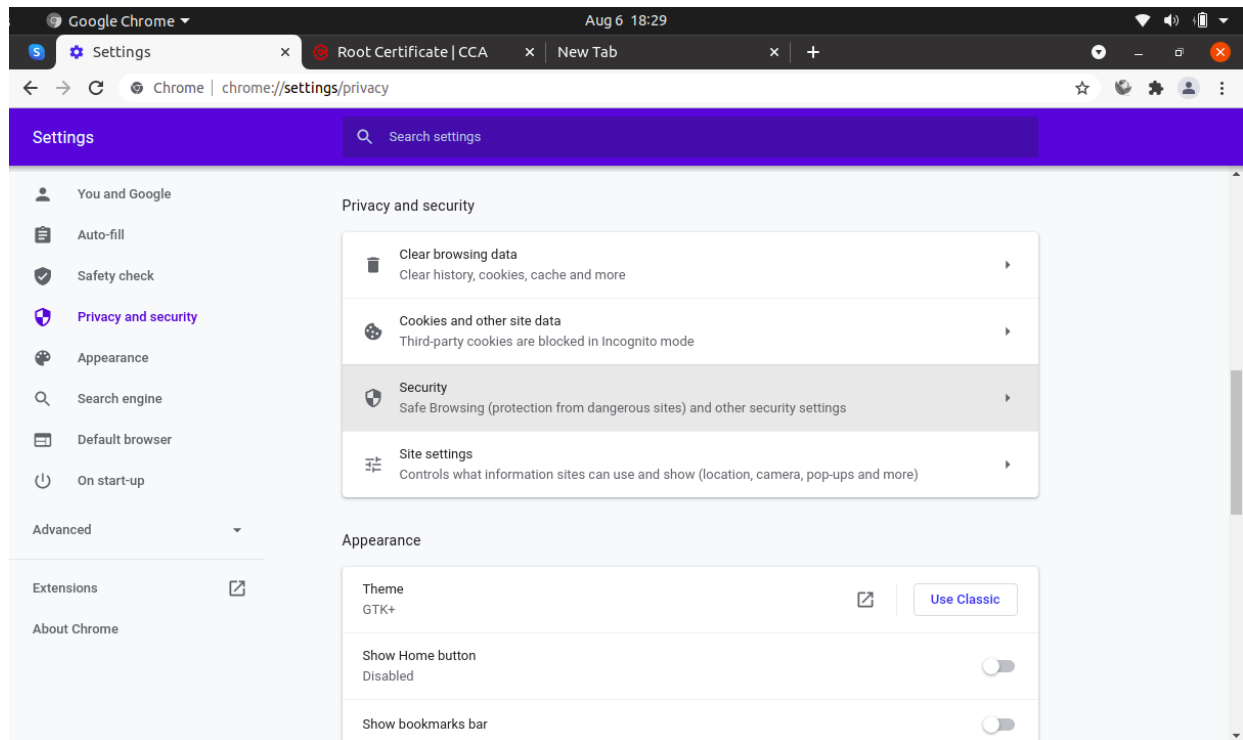 Google Chrome
Aug 6 18:29
S
Settings
Root Certificate | CCA
New Tab
Chrome | chrome://settings/privacy
Settings
Search settings
You and Google
Auto-fill
Safety check
Privacy and security
Appearance
Search engine
Default browser
On start-up
Advanced
Extensions
About Chrome
Privacy and security
Clear browsing data
Clear history, cookies, cache and more
Cookies and other site data
Third-party cookies are blocked in Incognito mode
Security
Safe Browsing (protection from dangerous sites) and other security settings
Site settings
Controls what information sites can use and show (location, camera, pop-ups and more)
Appearance
Theme
GTK+
Use Classic
Show Home button
Disabled
Show bookmarks bar